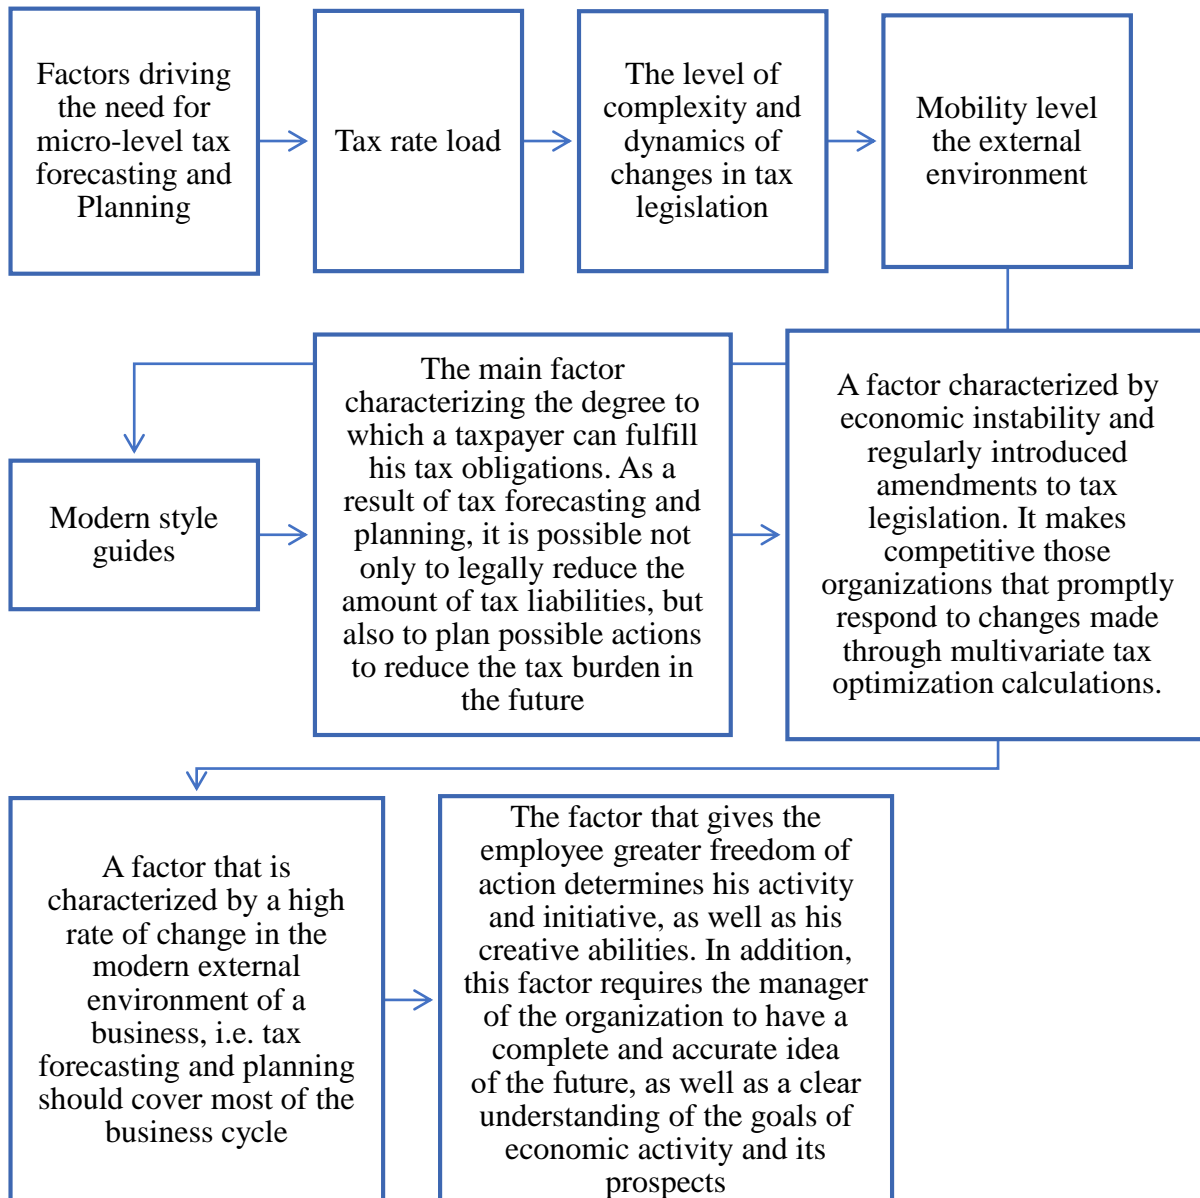 Factors driving
the need for
micro-level tax
forecasting and
Planning
Tax rate load
The level of
complexity and
dynamics of
changes in tax
legislation
Mobility level
the external
environment
Modern style
guides
The main factor
characterizing the degree to
which a taxpayer can fulfill
his tax obligations. As a
result of tax forecasting and
planning, it is possible not
only to legally reduce the
amount of tax liabilities, but
also to plan possible actions
to reduce the tax burden in
the future
A factor characterized by
economic instability and
regularly introduced
amendments to tax
legislation. It makes
competitive those
organizations that promptly
respond to changes made
through multivariate tax
optimization calculations.
A factor that is
characterized by a high
rate of change in the
modern external
environment of a
business, i.e. tax
forecasting and planning
should cover most of the
business cycle
The factor that gives the
employee greater freedom of
action determines his activity
and initiative, as well as his
creative abilities. In addition,
this factor requires the manager
of the organization to have a
complete and accurate idea
of the future, as well as a clear
understanding of the goals of
economic activity and its
prospects